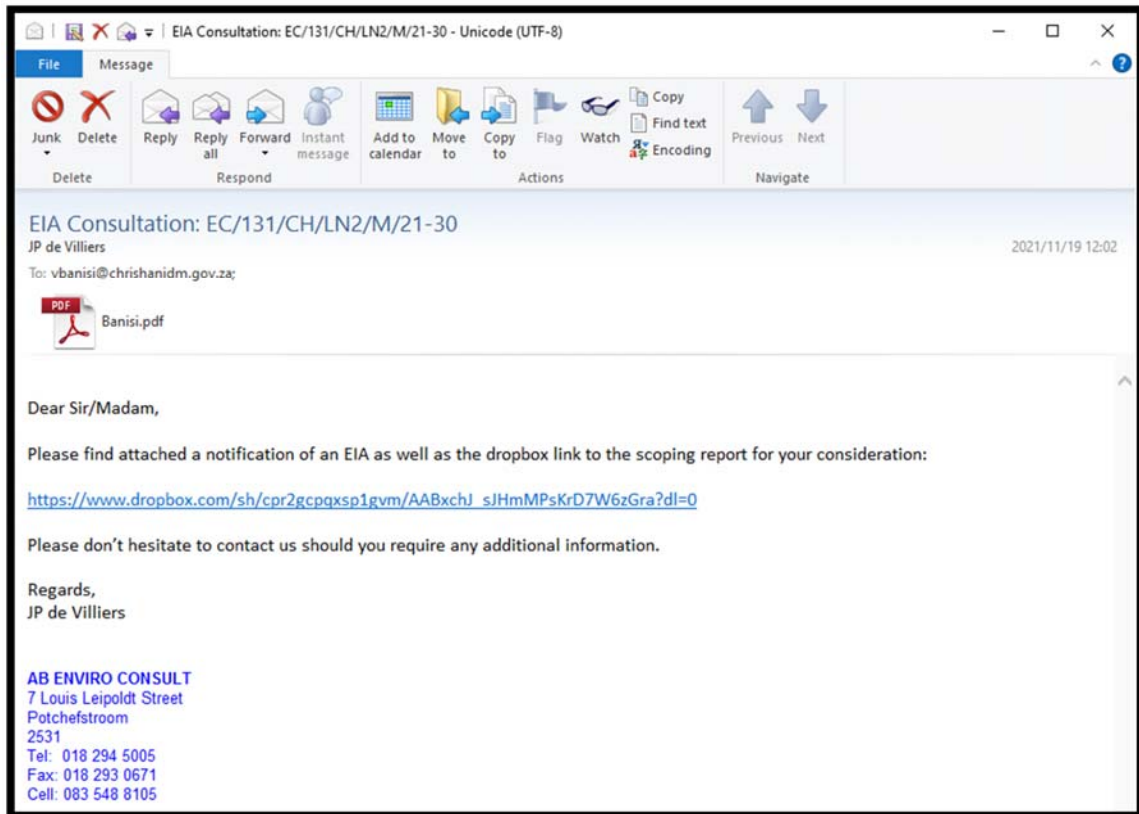 EIA Consultation: EC/131/CH/LN2/M/21-30 - Unicode (UTF-8)
File Message
Junk Delete Reply Reply all Forward Instant message Add to calendar Move to Copy to Flag Watch Copy Find text Encoding Previous Next
Delete Respond Actions Navigate
EIA Consultation: EC/131/CH/LN2/M/21-30
JP de Villiers 2021/11/19 12:02
To: vbanisi@chrishanidm.gov.za;
PDF
Banisi.pdf
Dear Sir/Madam,
Please find attached a notification of an EIA as well as the dropbox link to the scoping report for your consideration:
https://www.dropbox.com/sh/cpr2gcpqxsp1gvm/AABxchJ_sJHmMPsKrD7W6zGra?dl=0
Please don't hesitate to contact us should you require any additional information.
Regards,
JP de Villiers
AB ENVIRO CONSULT
7 Louis Leipoldt Street
Potchefstroom
2531
Tel: 018 294 5005
Fax: 018 293 0671
Cell: 083 548 8105